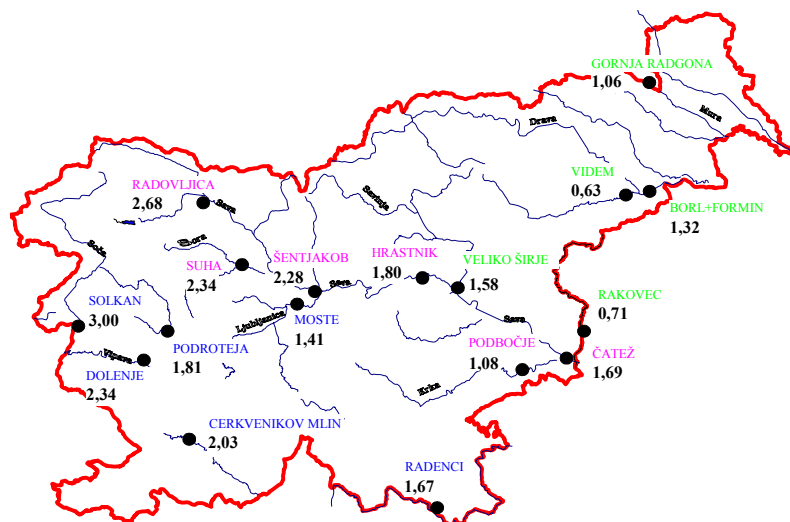 GORNJA RADGONA
1,06
Mura
Drava
VIDEM
0,63
BORL+FORMIN
1,32
RADOVLJICA
2,68
Sava
Savinja
Sora
Soča
SUHA
2,34
ŠENTJAKOB
2,28
Sava
HRASTNIK
1,80
VELIKO ŠIRJE
1,58
SOLKAN
3,00
Ljubljanica
MOSTE
1,41
Sava
RAKOVEC
0,71
PODROTEJA
1,81
Vipava
DOLENJE
2,34
PODBOČJE
1,08
ČATEŽ
1,69
Krka
CERKVENIKOV MLIN
2,03
RADENCI
1,67